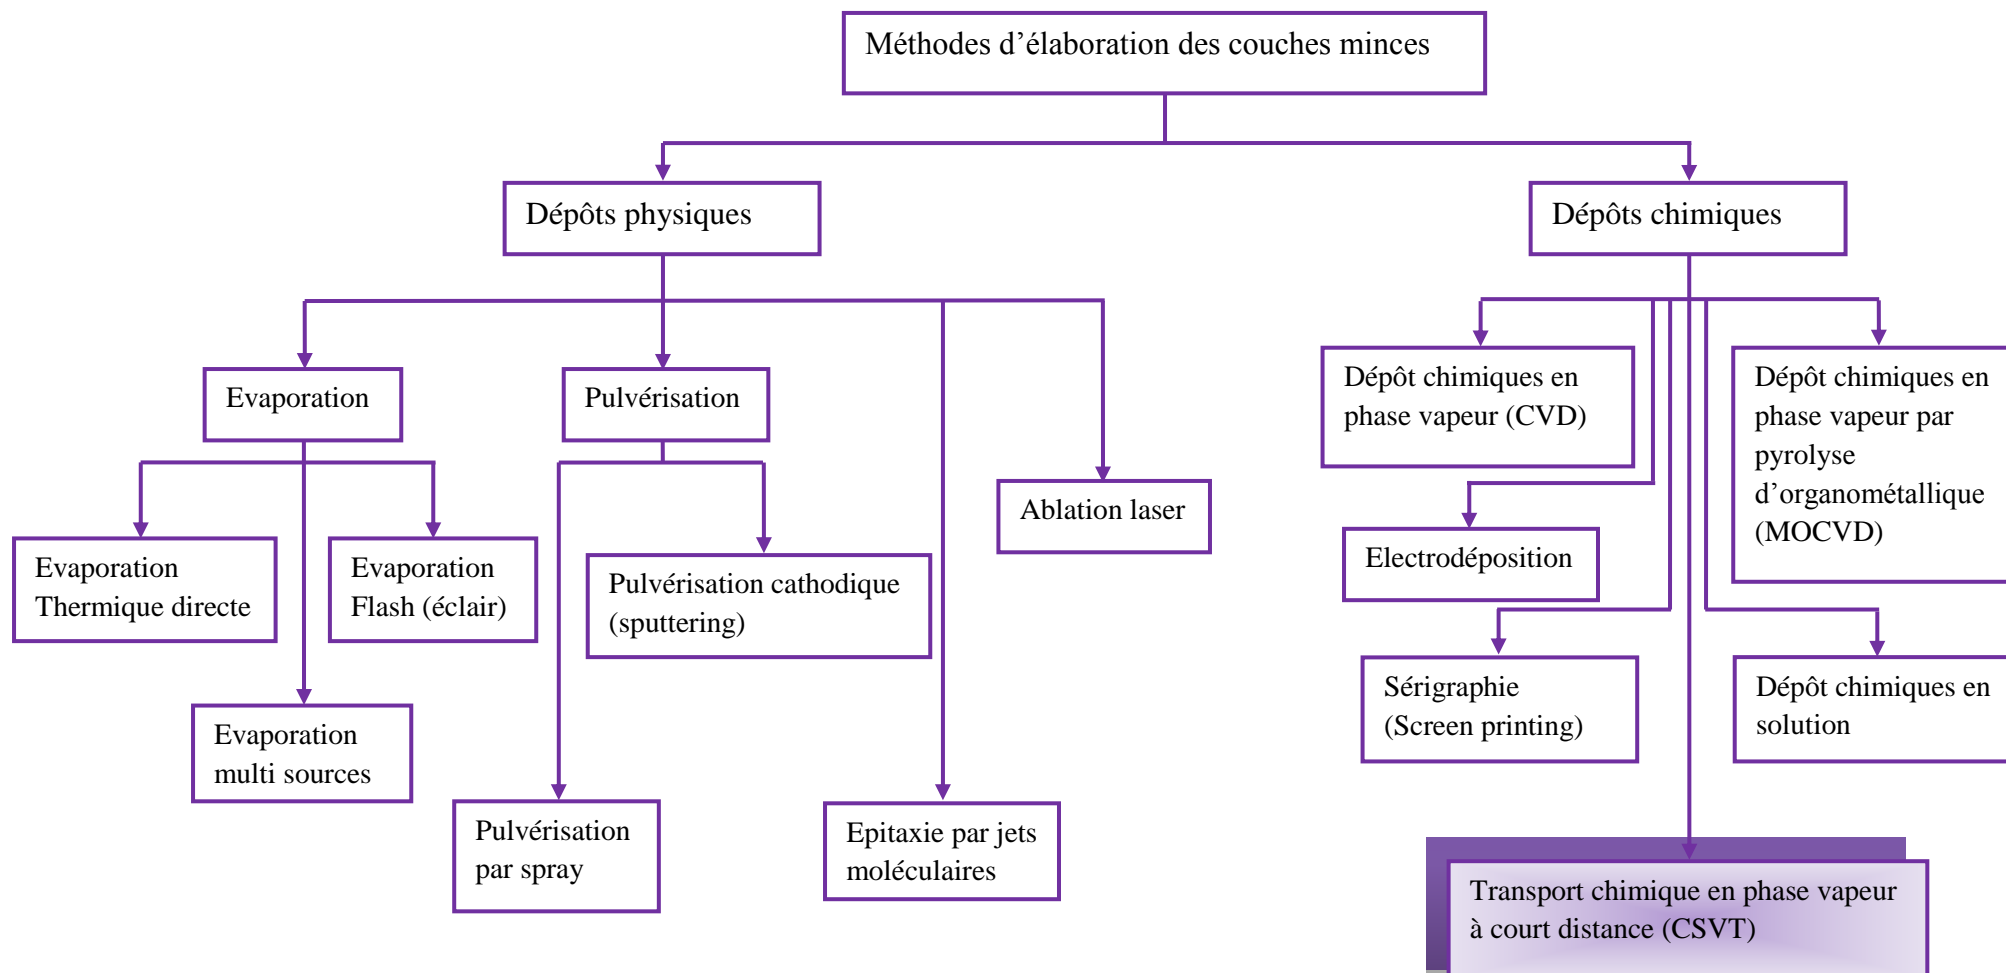 Méthodes d’élaboration des couches minces
Dépôts physiques
Dépôts chimiques
Evaporation
Pulvérisation
Ablation laser
Evaporation
Thermique directe
Evaporation
Flash (éclair)
Evaporation
multi sources
Pulvérisation cathodique
(sputtering)
Pulvérisation
par spray
Epitaxie par jets
moléculaires
Dépôt chimiques en
phase vapeur (CVD)
Dépôt chimiques en
phase vapeur par
pyrolyse
d’organométallique
(MOCVD)
Electrodéposition
Sérigraphie
(Screen printing)
Dépôt chimiques en
solution
Transport chimique en phase vapeur
à court distance (CSVT)